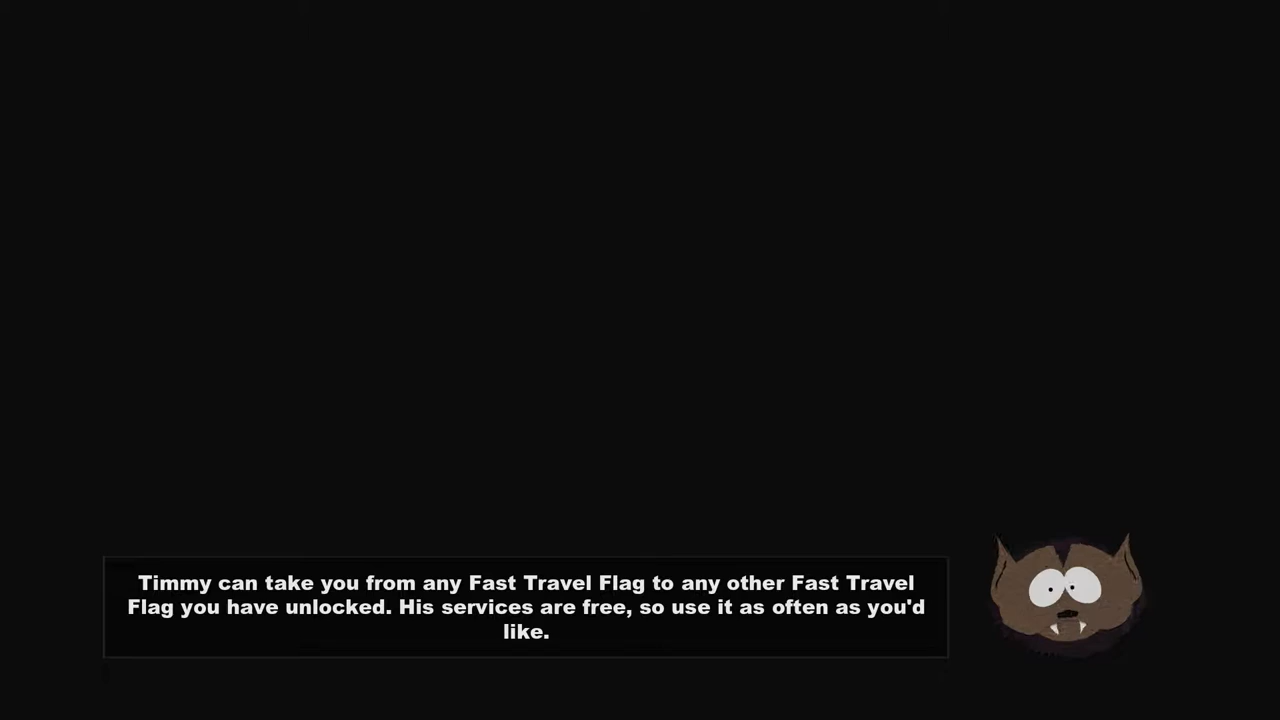 Timmy can take you from any Fast Travel Flag to any other Fast Travel
Flag you have unlocked. His services are free, so use it as often as you'd
like.